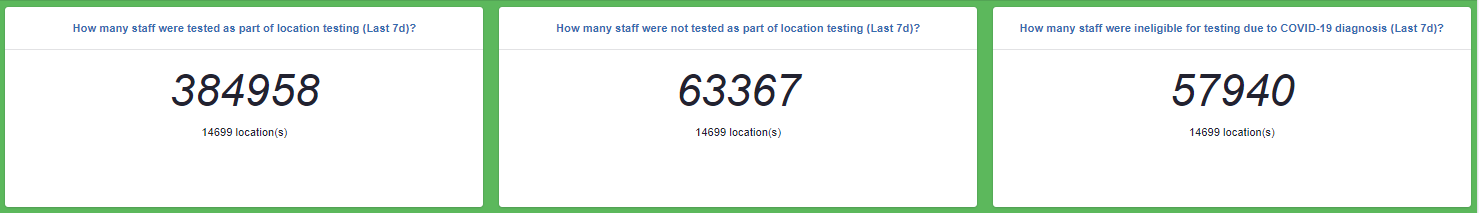 How many staff were tested as part of location testing (Last 7d)?
384958
14699 location(s)
How many staff were not tested as part of location testing (Last 7d)?
63367
14699 location(s)
How many staff were ineligible for testing due to COVID-19 diagnosis (Last 7d)?
57940
14699 location(s)